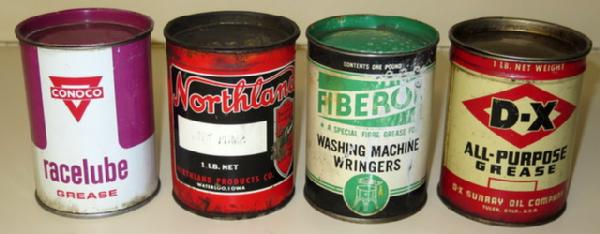 CONOCO
racelube
GREASE
Northland
1 LB. NET
NORTHLAND PRODUCTS CO.
WATERLOO, IOWA
CONTENTS ONE POUND
FIBERO
A SPECIAL FIBRE GREASE FOR
WASHING MACHINE
WRINGERS
1 LB. NET WEIGHT
D-X
ALL-PURPOSE
GREASE
D-X SUNRAY OIL COMPANY
TULSA, OKLA., U.S.A.